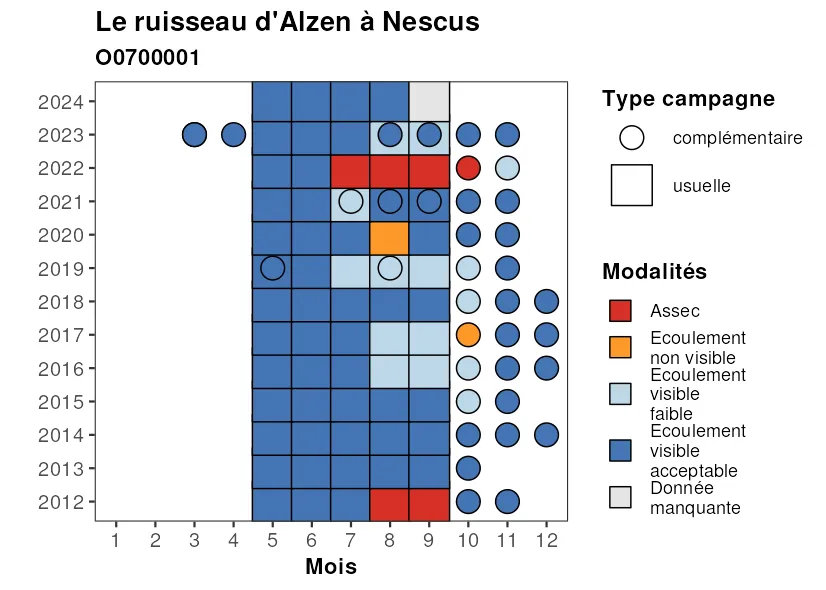 Le ruisseau d'Alzen à Nescus
O0700001
2024
2023
2022
2021
2020
2019
2018
2017
2016
2015
2014
2013
2012
1 2 3 4 5 6 7 8 9 10 11 12
Mois
Type campagne
complémentaire
usuelle
Modalités
Assec
Ecoulement
non visible
Ecoulement
visible
faible
Ecoulement
visible
acceptable
Donnée
manquante